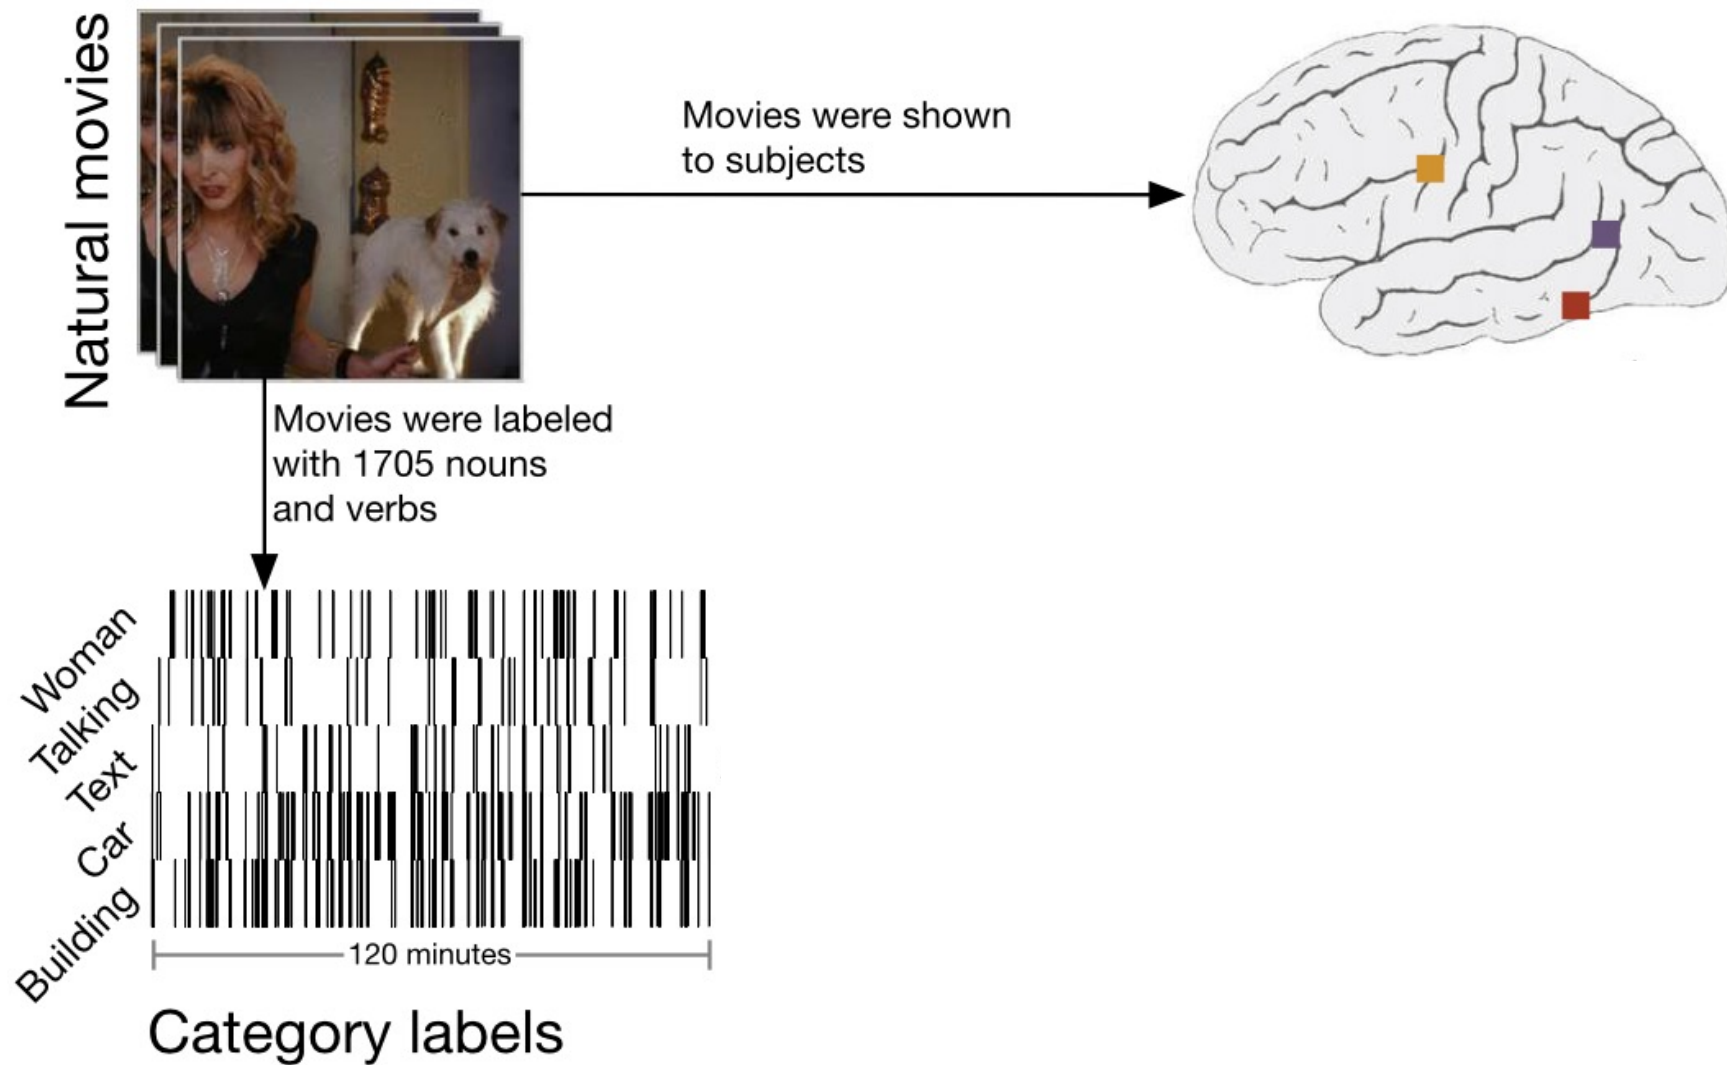 Natural movies
Movies were shown
to subjects
Movies were labeled
with 1705 nouns
and verbs
Woman
Talking
Text
Car
Building
120 minutes
Category labels